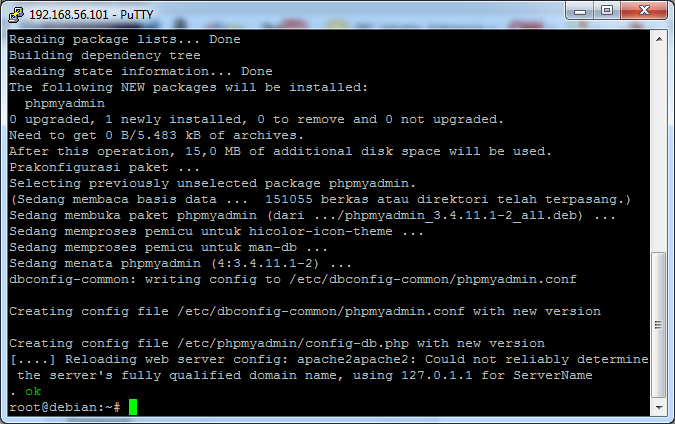 192.168.56.101 - PuTTY
Reading package lists... Done
Building dependency tree
Reading state information... Done
The following NEW packages will be installed:
  phpmyadmin
0 upgraded, 1 newly installed, 0 to remove and 0 not upgraded.
Need to get 0 B/5.483 kB of archives.
After this operation, 15,0 MB of additional disk space will be used.
Prakonfigurasi paket ...
Selecting previously unselected package phpmyadmin.
(Sedang membaca basis data ...  151055 berkas atau direktori telah terpasang.)
Sedang membuka paket phpmyadmin (dari .../phpmyadmin_3.4.11.1-2_all.deb) ...
Sedang memproses pemicu untuk hicolor-icon-theme ...
Sedang memproses pemicu untuk man-db ...
Sedang menata phpmyadmin (4:3.4.11.1-2) ...
dbconfig-common: writing config to /etc/dbconfig-common/phpmyadmin.conf

Creating config file /etc/dbconfig-common/phpmyadmin.conf with new version

Creating config file /etc/phpmyadmin/config-db.php with new version
[....] Reloading web server config: apache2apache2: Could not reliably determine
 the server's fully qualified domain name, using 127.0.1.1 for ServerName
. ok
root@debian:~#